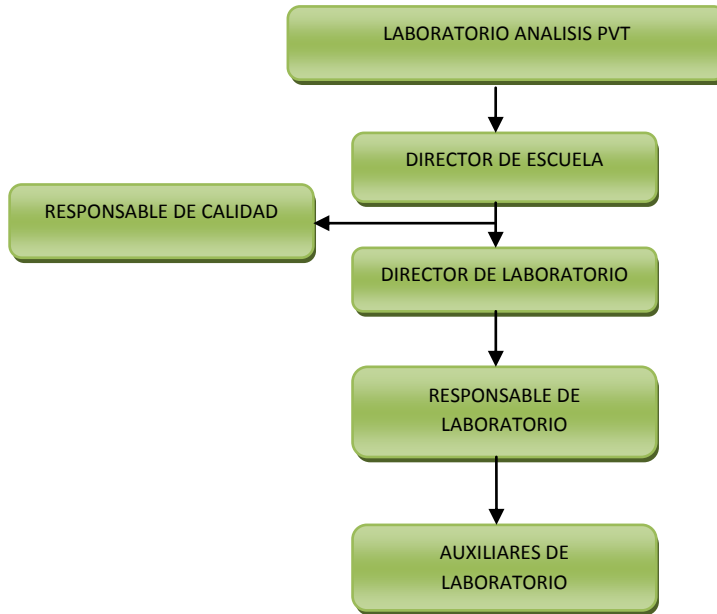 LABORATORIO ANALISIS PVT
DIRECTOR DE ESCUELA
RESPONSABLE DE CALIDAD
DIRECTOR DE LABORATORIO
RESPONSABLE DE
LABORATORIO
AUXILIARES DE
LABORATORIO